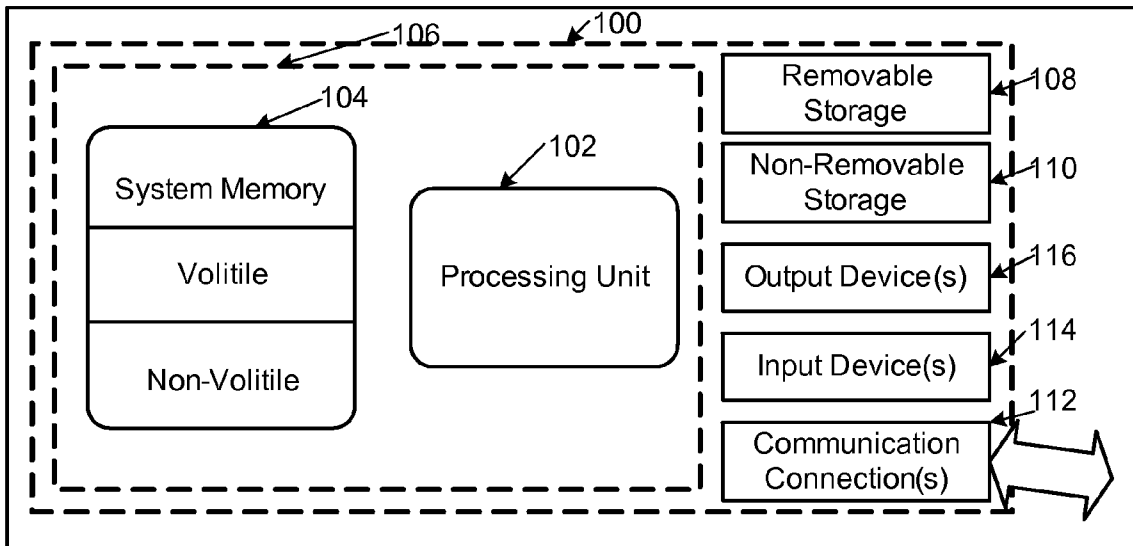 100
106
104
System Memory
Volitile
Non-Volitile
102
Processing Unit
Removable
Storage
108
Non-Removable
Storage
110
Output Device(s)
116
Input Device(s)
114
Communication
Connection(s)
112